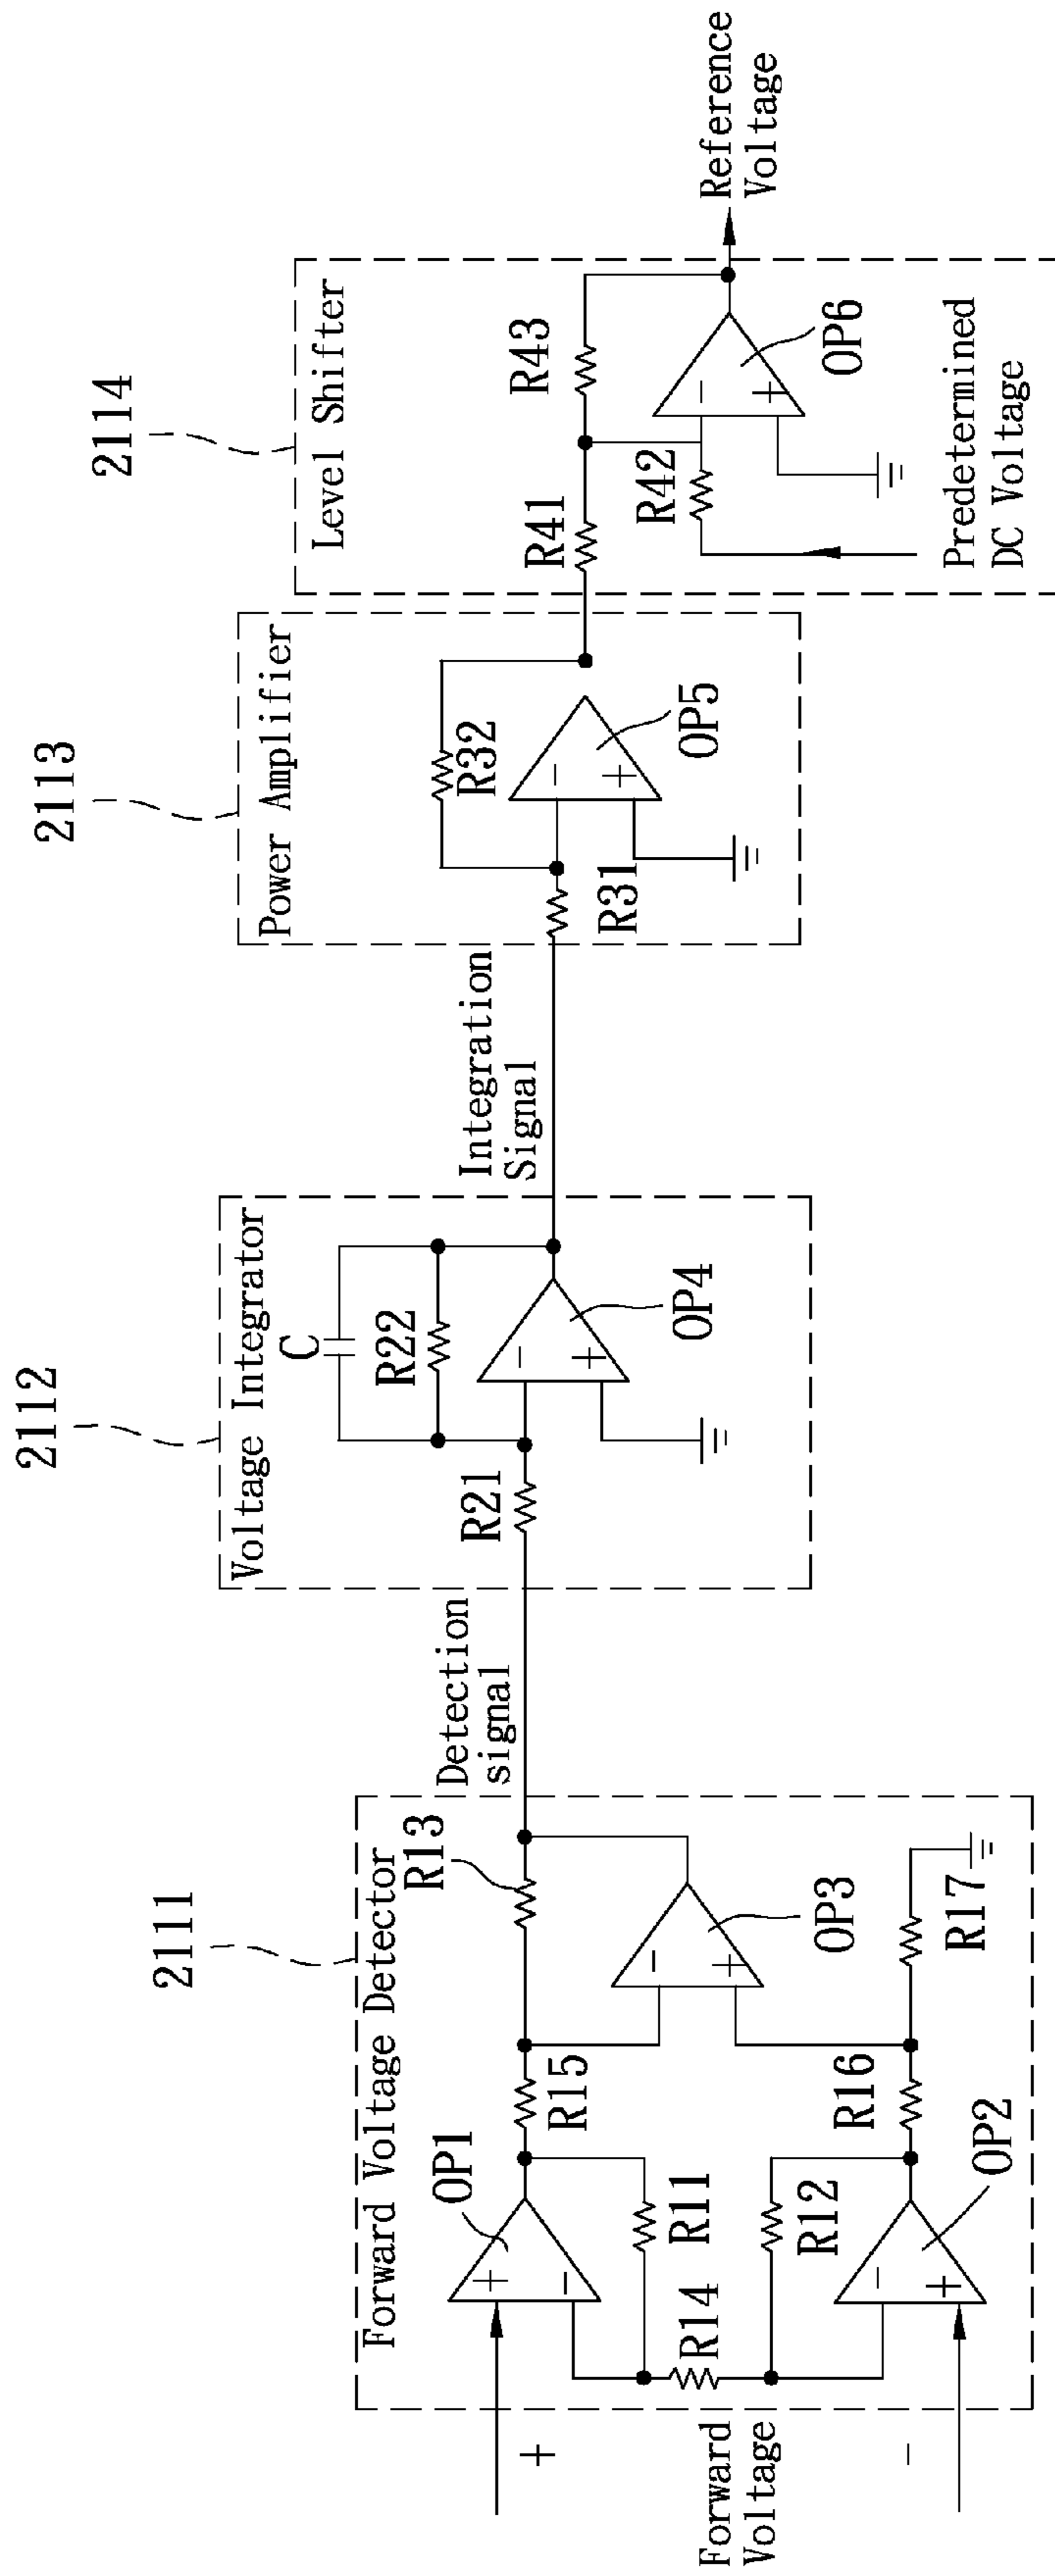 2111
Forward Voltage Detector
Forward
Voltage
+
-
OP1
+
-
R11
R14
R12
OP2
-
+
R15
R16
R13
OP3
-
+
R17
Detection
signal
2112
Voltage Integrator
R21
C
R22
-
+
OP4
Integration
Signal
2113
Power Amplifier
R31
R32
-
+
OP5
2114
Level Shifter
R41
R42
R43
-
+
OP6
Predetermined
DC Voltage
Reference
Voltage